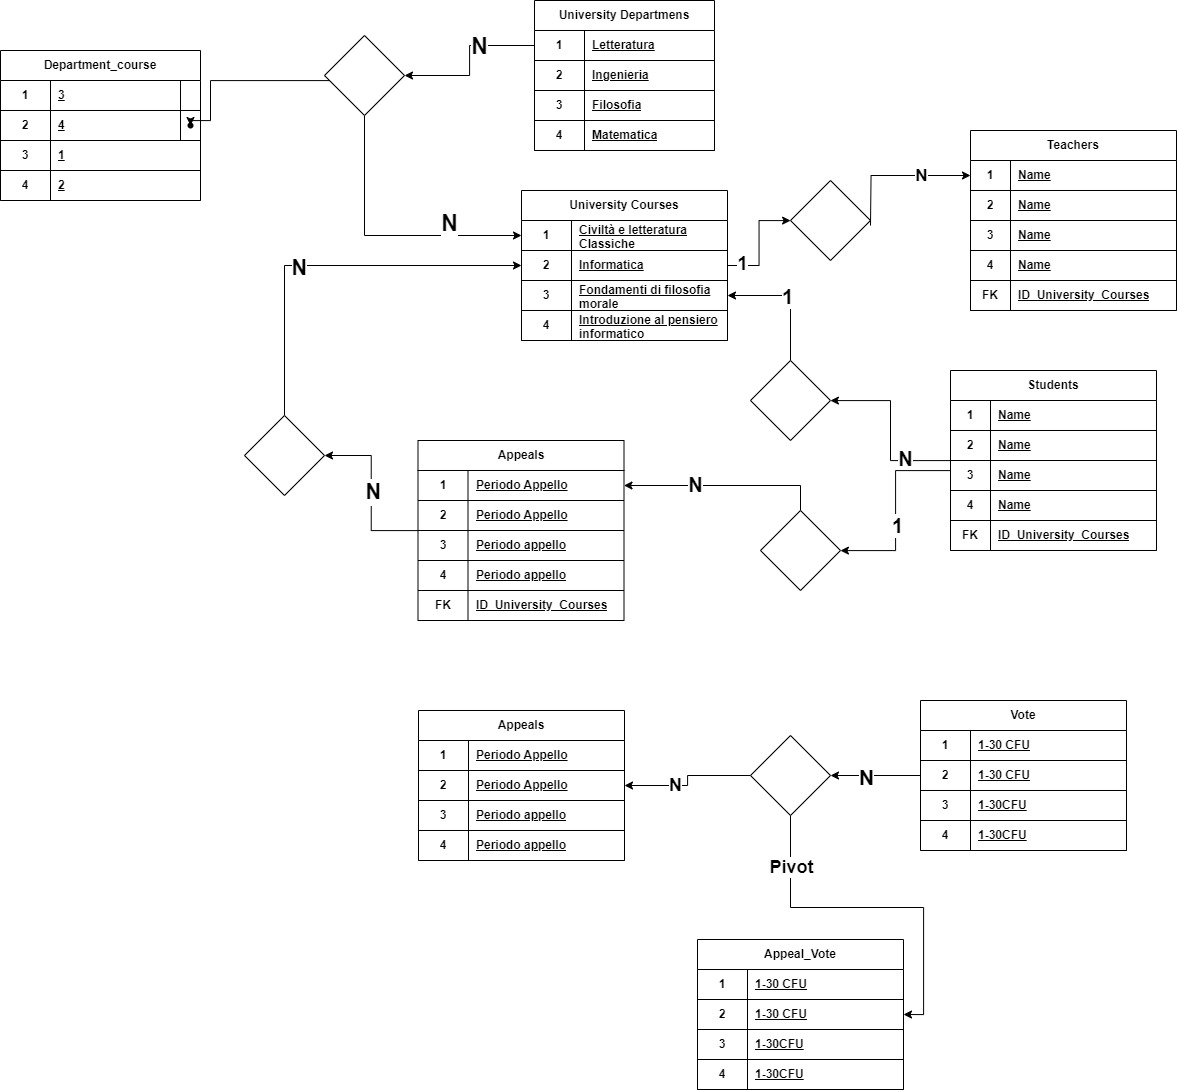 University Departmens
1 Letteratura
2 Ingenieria
3 Filosofia
4 Matematica
N
Department_course
1 3
2 4
3 1
4 2
N
University Courses
1 Civiltà e letteratura
Classiche
2 Informatica
3 Fondamenti di filosofia
morale
4 Introduzione al pensiero
informatico
1
N
Teachers
1 Name
2 Name
3 Name
4 Name
FK ID_University_Courses
N
1
Students
1 Name
2 Name
3 Name
4 Name
FK ID_University_Courses
N
1
N
N
Appeals
1 Periodo Appello
2 Periodo Appello
3 Periodo appello
4 Periodo appello
FK ID_University_Courses
Appeals
1 Periodo Appello
2 Periodo Appello
3 Periodo appello
4 Periodo appello
N
N
Vote
1 1-30 CFU
2 1-30 CFU
3 1-30CFU
4 1-30CFU
Pivot
Appeal_Vote
1 1-30 CFU
2 1-30 CFU
3 1-30CFU
4 1-30CFU